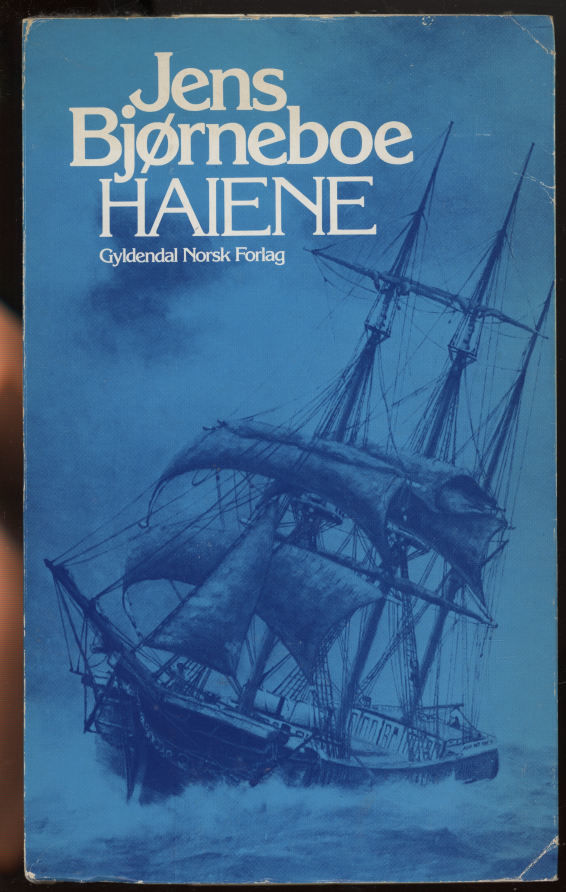 Jens
Bjørneboe
HAIENE
Gyldendal Norsk Forlag